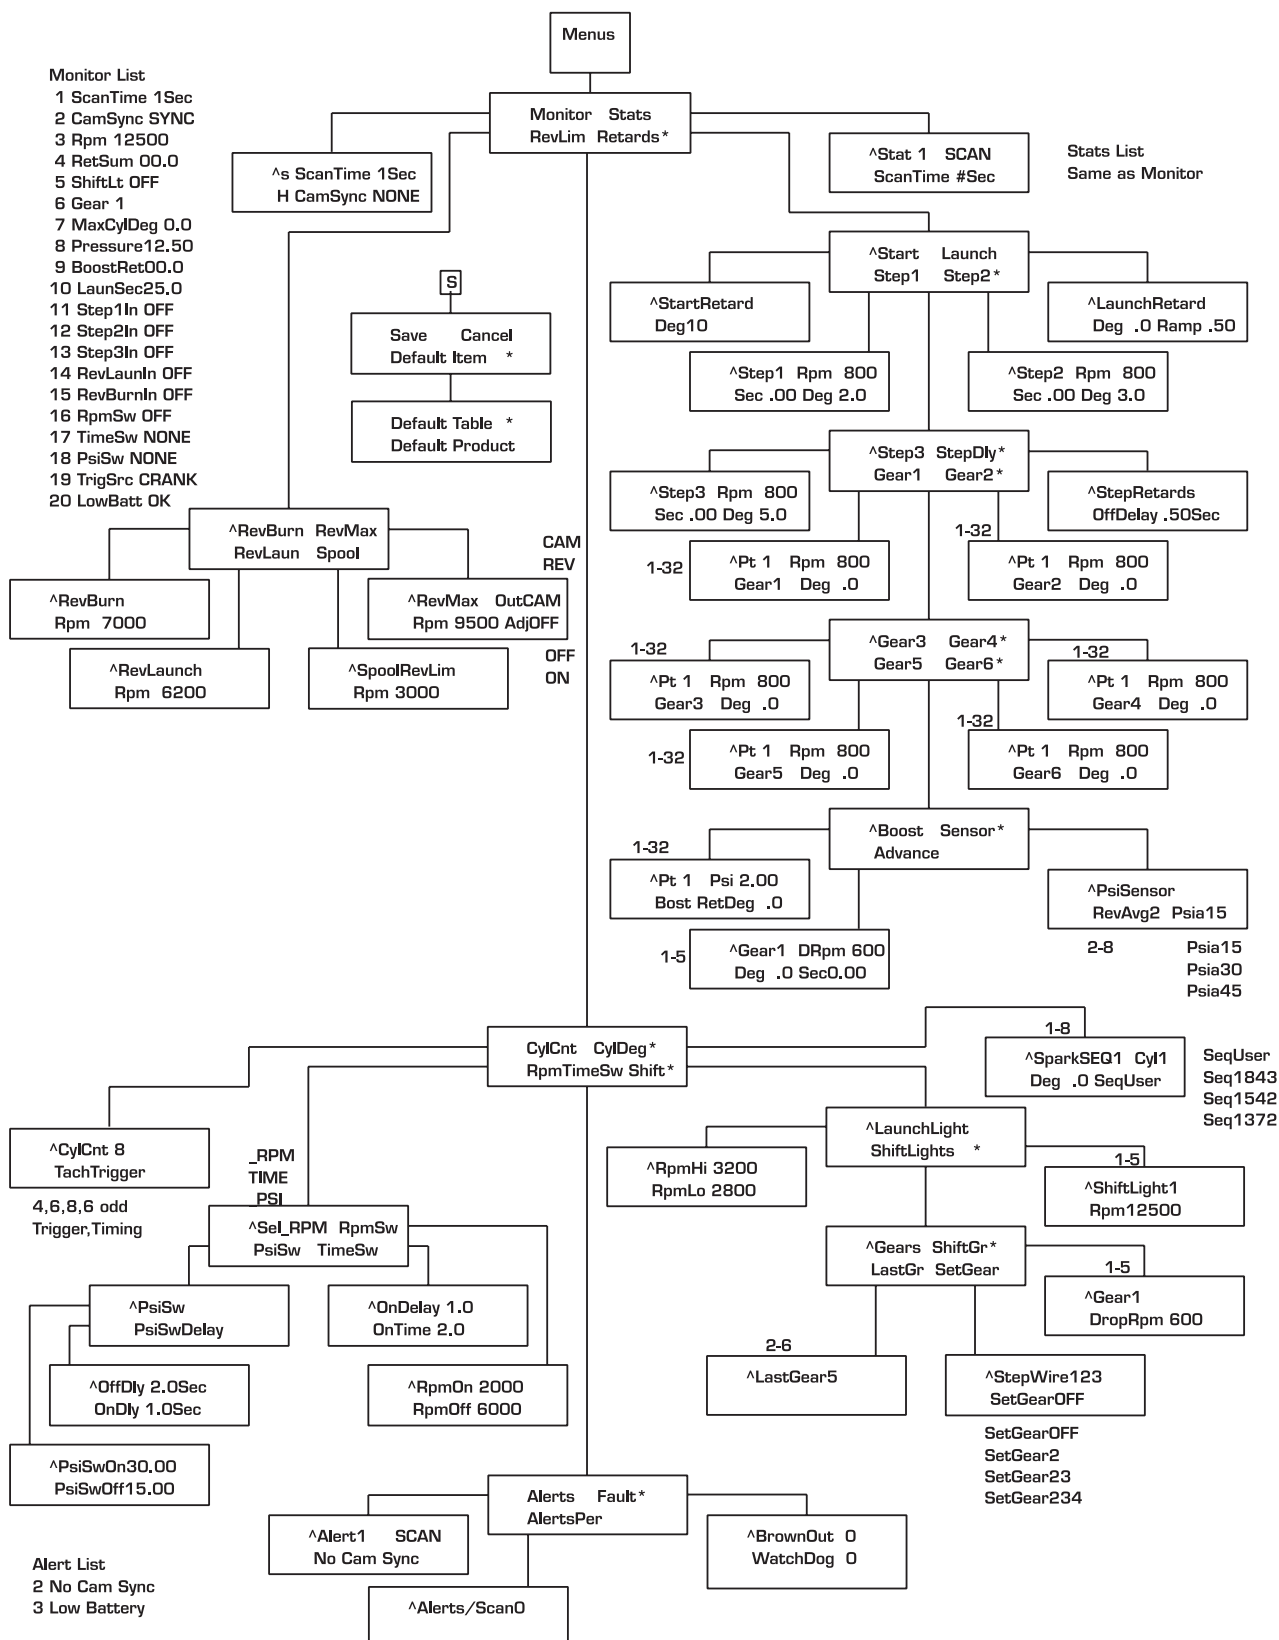 Menus
Monitor List
1 ScanTime 1Sec
2 CamSync SYNC
3 Rpm 12500
4 RetSum 00.0
5 ShiftLt OFF
6 Gear 1
7 MaxCylDeg 0.0
8 Pressure12.50
9 BoostRet00.0
10 LaunSec25.0
11 Step1In OFF
12 Step2In OFF
13 Step3In OFF
14 RevLaunIn OFF
15 RevBurnIn OFF
16 RpmSw OFF
17 TimeSw NONE
18 PsiSw NONE
19 TrigSrc CRANK
20 LowBatt OK
Monitor Stats
RevLim Retards*
^s ScanTime 1Sec
H CamSync NONE
^Stat 1 SCAN
ScanTime #Sec
Stats List
Same as Monitor
S
Save Cancel
Default Item *
Default Table *
Default Product
^Start Launch
Step1 Step2*
^StartRetard
Deg10
^LaunchRetard
Deg .0 Ramp .50
^Step1 Rpm 800
Sec .00 Deg 2.0
^Step2 Rpm 800
Sec .00 Deg 3.0
^Step3 StepDly*
Gear1 Gear2*
^Step3 Rpm 800
Sec .00 Deg 5.0
^StepRetards
OffDelay .50Sec
1-32
^Pt 1 Rpm 800
Gear1 Deg .0
1-32
^Pt 1 Rpm 800
Gear2 Deg .0
^RevBurn RevMax
RevLaun Spool
CAM
REV
^RevBurn
Rpm 7000
^RevMax OutCAM
Rpm 9500 AdjOFF
OFF
ON
^RevLaunch
Rpm 6200
^SpoolRevLim
Rpm 3000
^Gear3 Gear4*
Gear5 Gear6*
1-32
^Pt 1 Rpm 800
Gear3 Deg .0
1-32
^Pt 1 Rpm 800
Gear4 Deg .0
1-32
^Pt 1 Rpm 800
Gear5 Deg .0
1-32
^Pt 1 Rpm 800
Gear6 Deg .0
^Boost Sensor*
Advance
1-32
^Pt 1 Psi 2.00
Bost RetDeg .0
^PsiSensor
RevAvg2 Psia15
1-5
^Gear1 DRpm 600
Deg .0 Sec0.00
2-8
Psia15
Psia30
Psia45
CylCnt CylDeg*
RpmTimeSw Shift*
1-8
^SparkSEQ1 Cyl1
Deg .0 SeqUser
SeqUser
Seq1843
Seq1542
Seq1372
^CylCnt 8
TachTrigger
4,6,8,6 odd
Trigger,Timing
_RPM
TIME
_PSI
^Sel_RPM RpmSw
PsiSw TimeSw
^LaunchLight
ShiftLights *
^RpmHi 3200
RpmLo 2800
1-5
^ShiftLight1
Rpm12500
^Gears ShiftGr*
LastGr SetGear
1-5
^Gear1
DropRpm 600
^PsiSw
PsiSwDelay
^OnDelay 1.0
OnTime 2.0
^OffDly 2.0Sec
OnDly 1.0Sec
^RpmOn 2000
RpmOff 6000
2-6
^LastGear5
^StepWire123
SetGearOFF
SetGearOFF
SetGear2
SetGear23
SetGear234
^PsiSwOn30.00
PsiSwOff15.00
Alerts Fault*
AlertsPer
^Alert1 SCAN
No Cam Sync
^BrownOut 0
WatchDog 0
^Alerts/Scan0
Alert List
2 No Cam Sync
3 Low Battery